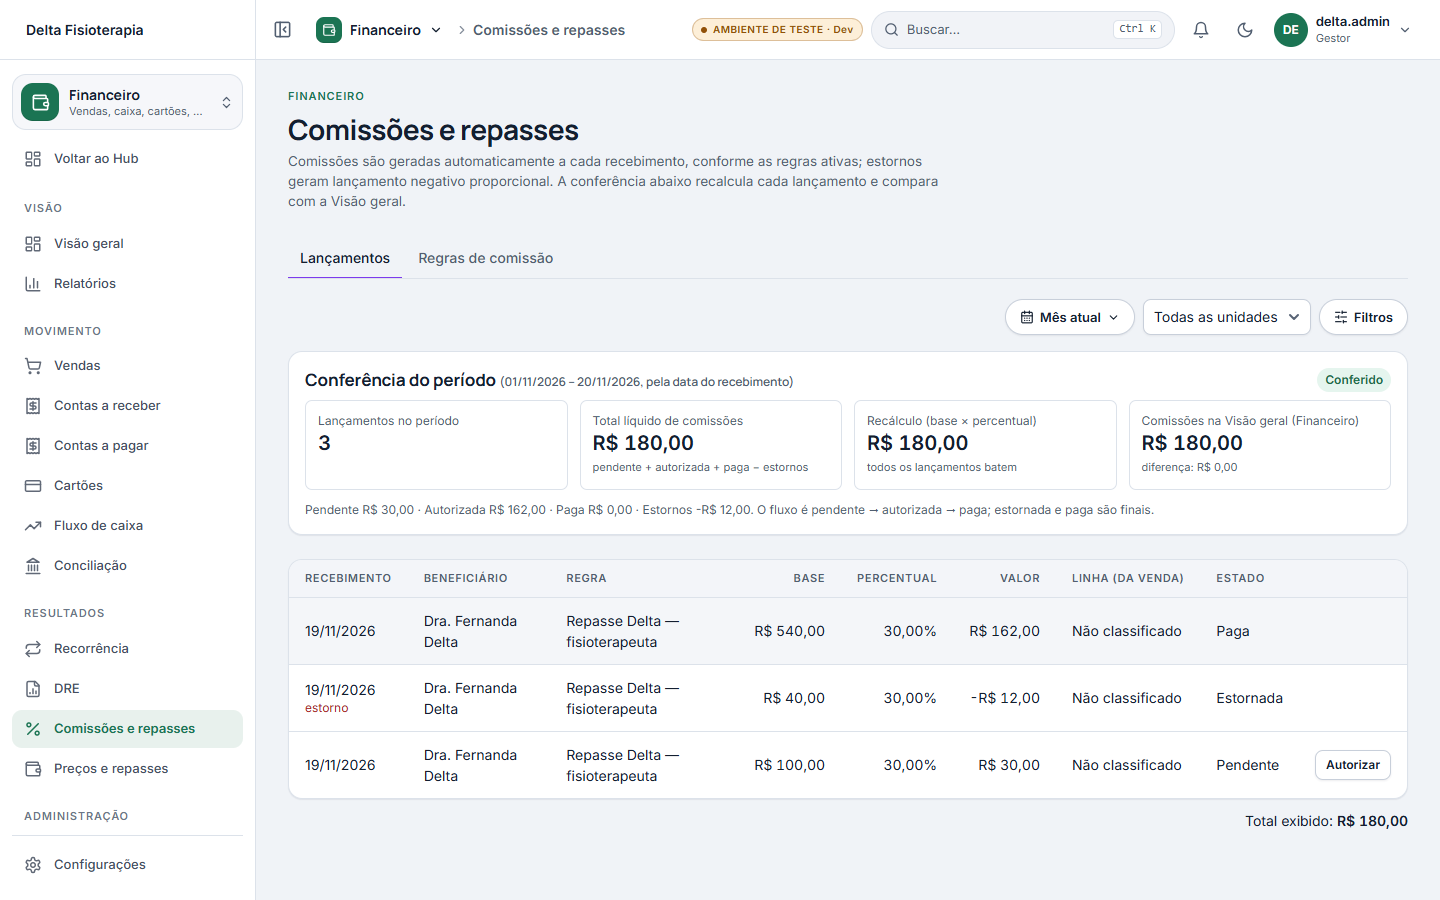 Delta Fisioterapia
Financeiro
Comissões e repasses
AMBIENTE DE TESTE · Dev
Buscar...
Ctrl K
DE
delta.admin
Gestor
Financeiro
Vendas, caixa, cartões, ...
Voltar ao Hub
VISÃO
Visão geral
Relatórios
MOVIMENTO
Vendas
Contas a receber
Contas a pagar
Cartões
Fluxo de caixa
Conciliação
RESULTADOS
Recorrência
DRE
Comissões e repasses
Preços e repasses
ADMINISTRAÇÃO
Configurações
FINANCEIRO
Comissões e repasses
Comissões são geradas automaticamente a cada recebimento, conforme as regras ativas; estornos
geram lançamento negativo proporcional. A conferência abaixo recalcula cada lançamento e compara
com a Visão geral.
Lançamentos
Regras de comissão
Mês atual
Todas as unidades
Filtros
Conferência do período (01/11/2026 – 20/11/2026, pela data do recebimento)
Conferido
Lançamentos no período
3
Total líquido de comissões
R$ 180,00
pendente + autorizada + paga − estornos
Recálculo (base × percentual)
R$ 180,00
todos os lançamentos batem
Comissões na Visão geral (Financeiro)
R$ 180,00
diferença: R$ 0,00
Pendente R$ 30,00 · Autorizada R$ 162,00 · Paga R$ 0,00 · Estornos -R$ 12,00. O fluxo é pendente → autorizada → paga; estornada e paga são finais.
RECEBIMENTO BENEFICIÁRIO REGRA BASE PERCENTUAL VALOR LINHA (DA VENDA) ESTADO
19/11/2026 Dra. Fernanda Delta Repasse Delta — fisioterapeuta R$ 540,00 30,00% R$ 162,00 Não classificado Paga
19/11/2026 estorno Dra. Fernanda Delta Repasse Delta — fisioterapeuta R$ 40,00 30,00% -R$ 12,00 Não classificado Estornada
19/11/2026 Dra. Fernanda Delta Repasse Delta — fisioterapeuta R$ 100,00 30,00% R$ 30,00 Não classificado Pendente Autorizar
Total exibido: R$ 180,00